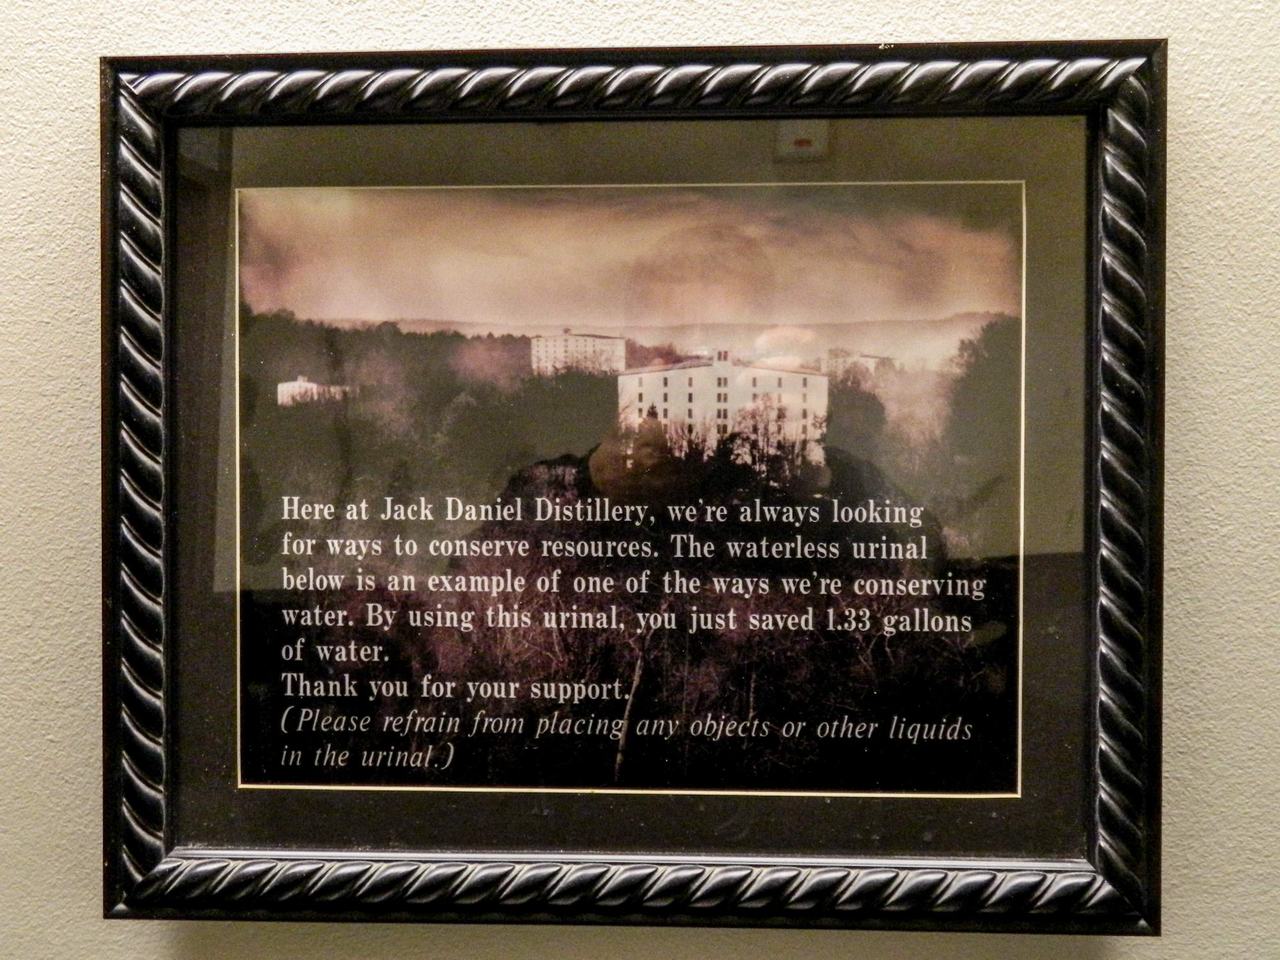 Here at Jack Daniel Distillery, we're always looking
for ways to conserve resources. The waterless urinal
below is an example of one of the ways we're conserving
water. By using this urinal, you just saved 1.33 gallons
of water.
Thank you for your support.
(Please refrain from placing any objects or other liquids
in the urinal.)